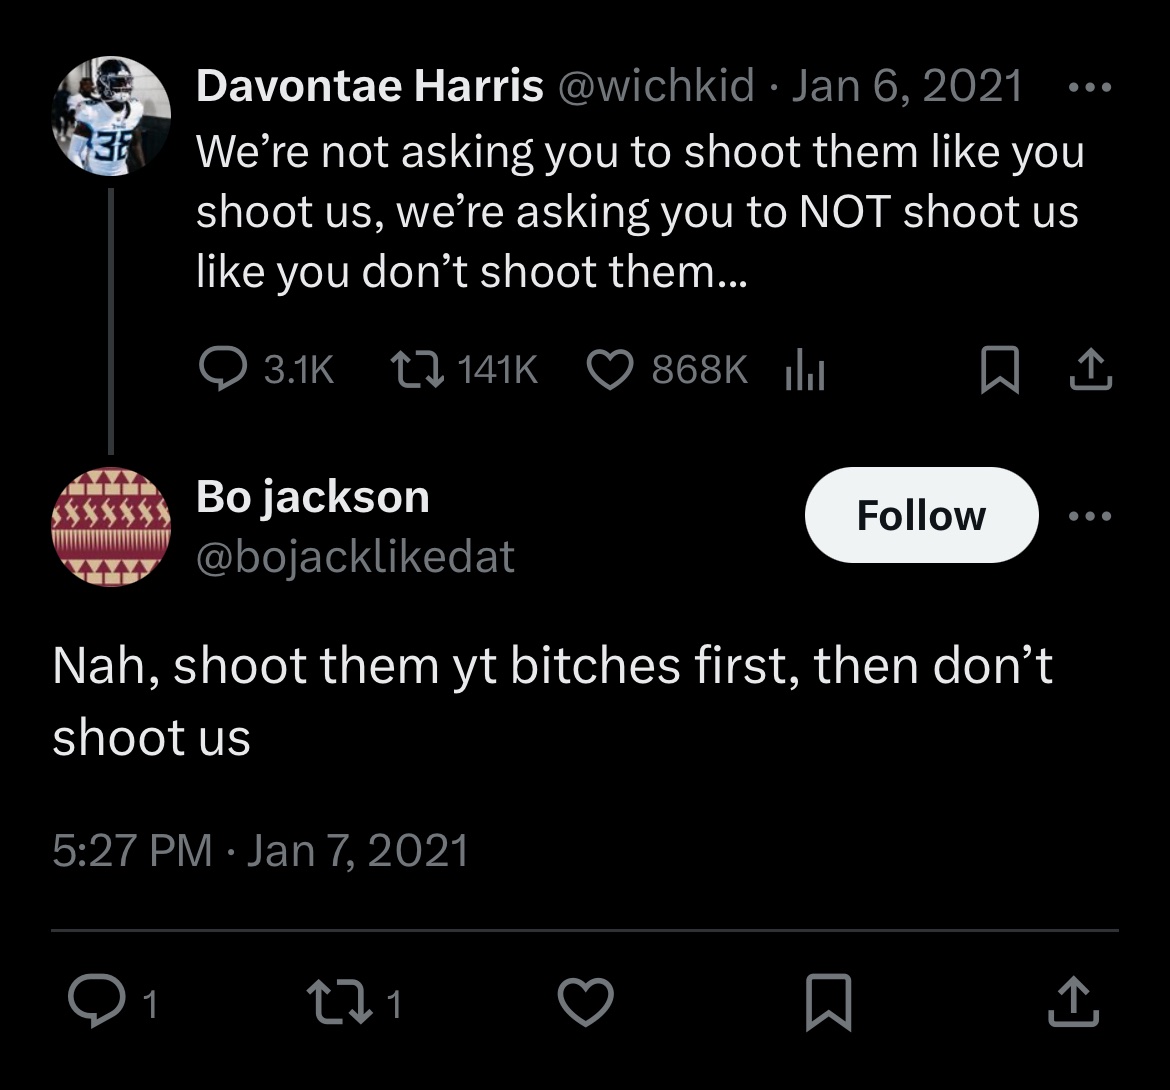 Davontae Harris @wichkid · Jan 6, 2021
We’re not asking you to shoot them like you
shoot us, we’re asking you to NOT shoot us
like you don’t shoot them...
3.1K 141K 868K
Bo jackson
Follow
@bojacklikedat
Nah, shoot them yt bitches first, then don’t
shoot us
5:27 PM · Jan 7, 2021
1 1